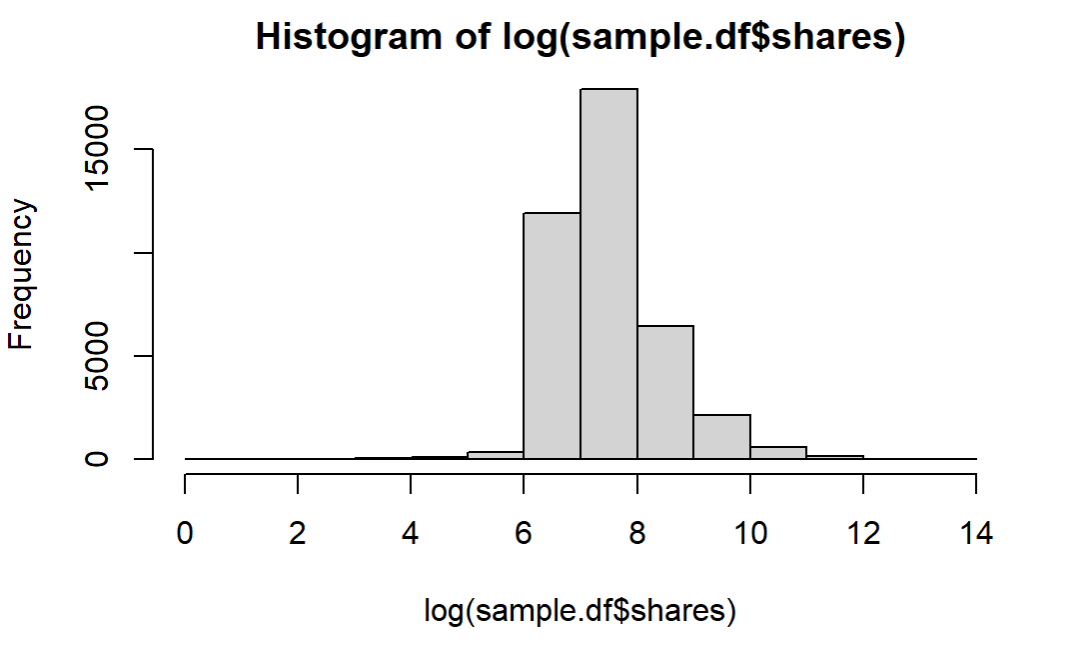 Histogram of log(sample.df$shares)
Frequency
15000
5000
0
0 2 4 6 8 10 12 14
log(sample.df$shares)